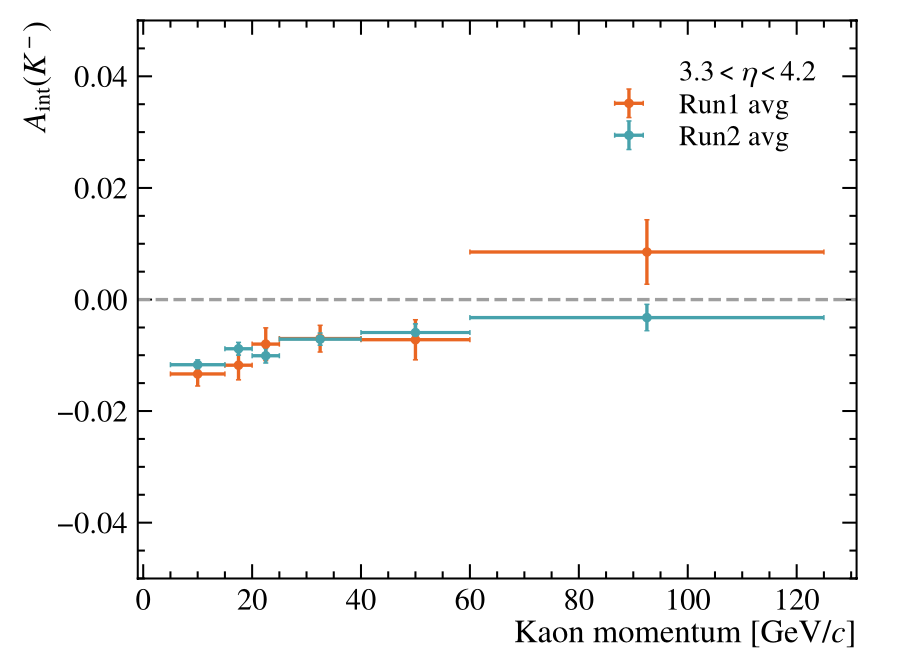 A_int(K⁻)
3.3 < η < 4.2
Run1 avg
Run2 avg
0.04
0.02
0.00
−0.02
−0.04
0 20 40 60 80 100 120
Kaon momentum [GeV/c]